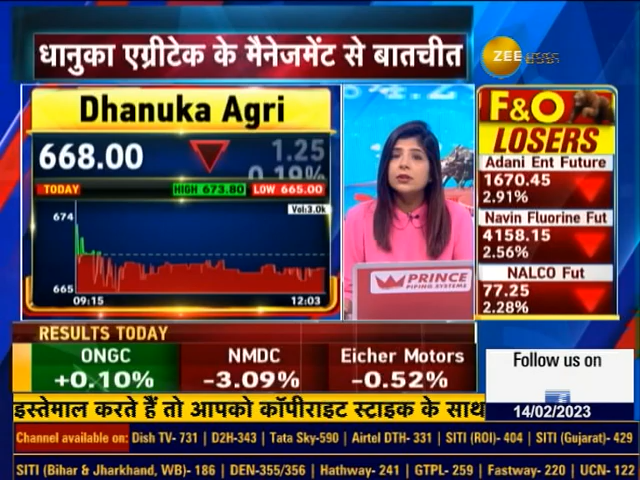 धानुका एग्रीटेक के मैनेजमेंट से बातचीत
ZEE
Dhanuka Agri
668.00
1.25
0.19%
TODAY
HIGH 673.80
LOW 665.00
Vol:3.0k
674
665
09:15
12:03
PRINCE
PIPING SYSTEMS
F&O
LOSERS
Adani Ent Future
1670.45
2.91%
Navin Fluorine Fut
4158.15
2.56%
NALCO Fut
77.25
2.28%
RESULTS TODAY
ONGC
+0.10%
NMDC
-3.09%
Eicher Motors
-0.52%
Follow us on
14/02/2023
इस्तेमाल करते हैं तो आपको कॉपीराइट स्टाइक के साथ
Channel available on: Dish TV- 731 | D2H-343 | Tata Sky-590 | Airtel DTH- 331 | SITI (ROI)- 404 | SITI (Gujarat)- 429
SITI (Bihar & Jharkhand, WB)- 186 | DEN-355/356 | Hathway- 241 | GTPL- 259 | Fastway- 220 | UCN- 122